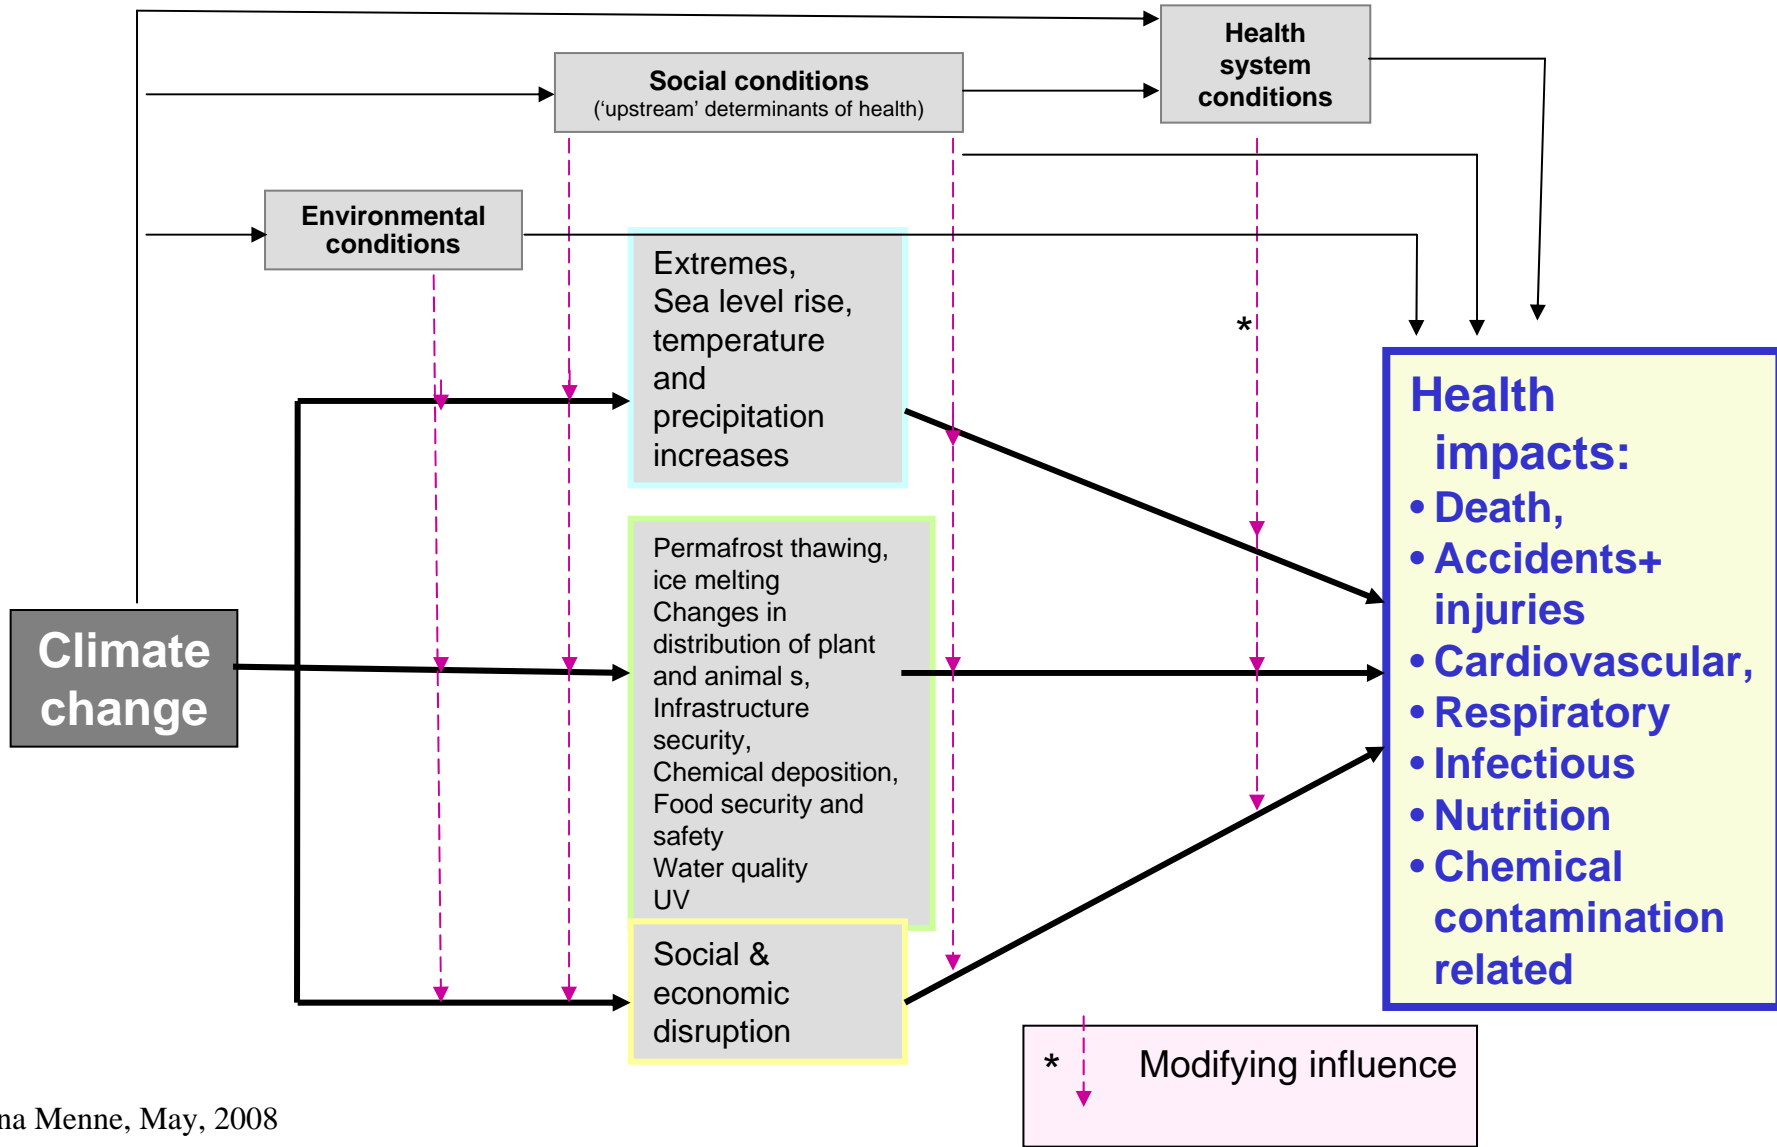 Health
system
conditions
Social conditions
(‘upstream’ determinants of health)
Environmental
conditions
Extremes,
Sea level rise,
temperature
and
precipitation
increases
*
Permafrost thawing,
ice melting
Changes in
distribution of plant
and animal s,
Infrastructure
security,
Chemical deposition,
Food security and
safety
Water quality
UV
Climate
change
Social &
economic
disruption
Health
impacts:
• Death,
• Accidents+
injuries
• Cardiovascular,
• Respiratory
• Infectious
• Nutrition
• Chemical
contamination
related
* Modifying influence
na Menne, May, 2008